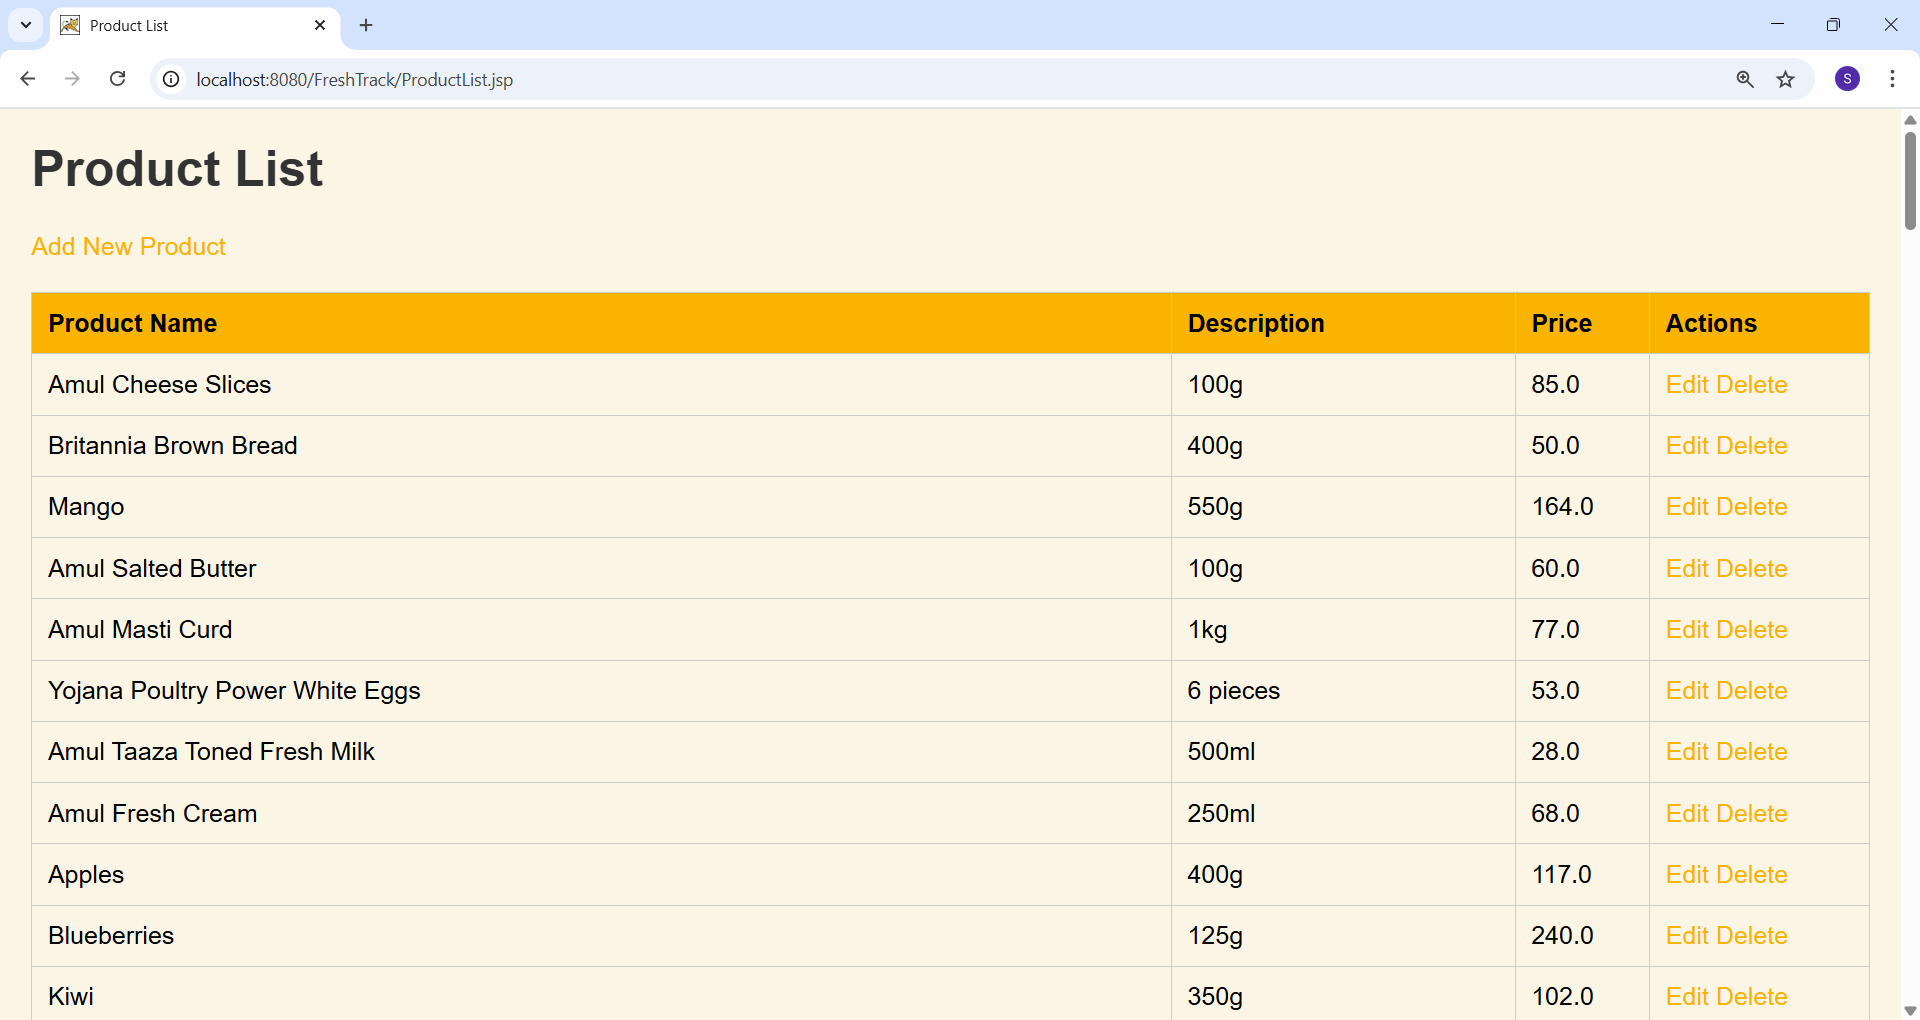 Product List
localhost:8080/FreshTrack/ProductList.jsp
S
Product List
Add New Product
Product Name Description Price Actions
Amul Cheese Slices 100g 85.0 Edit Delete
Britannia Brown Bread 400g 50.0 Edit Delete
Mango 550g 164.0 Edit Delete
Amul Salted Butter 100g 60.0 Edit Delete
Amul Masti Curd 1kg 77.0 Edit Delete
Yojana Poultry Power White Eggs 6 pieces 53.0 Edit Delete
Amul Taaza Toned Fresh Milk 500ml 28.0 Edit Delete
Amul Fresh Cream 250ml 68.0 Edit Delete
Apples 400g 117.0 Edit Delete
Blueberries 125g 240.0 Edit Delete
Kiwi 350g 102.0 Edit Delete